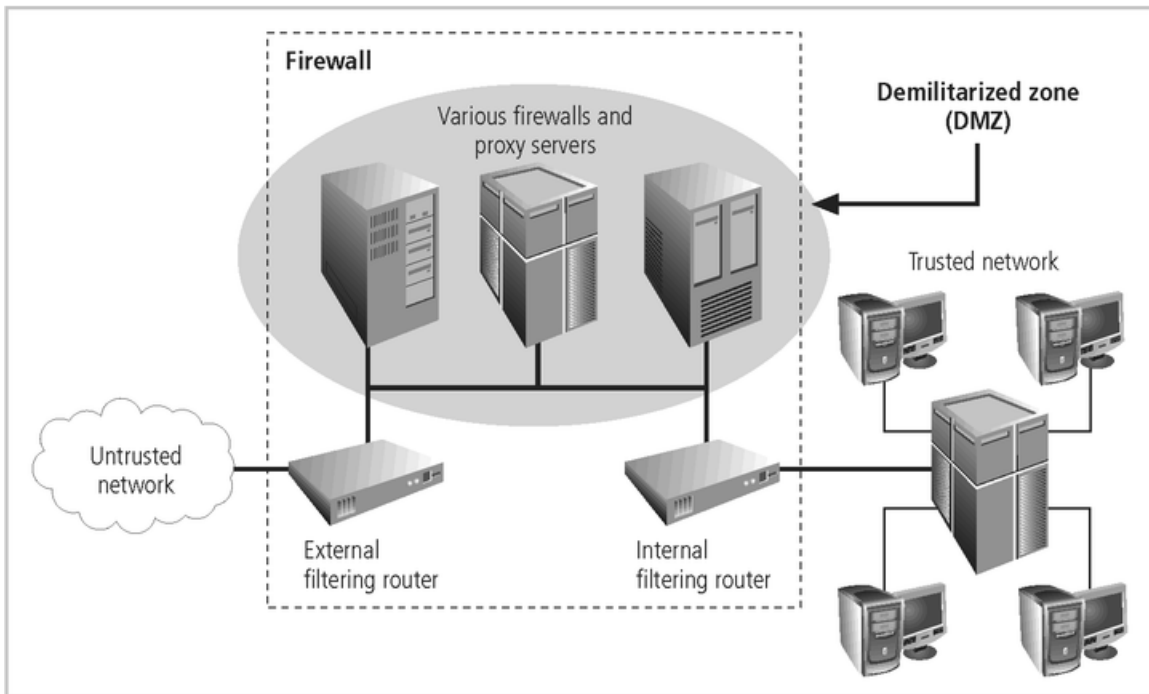 Firewall
Various firewalls and
proxy servers
Demilitarized zone
(DMZ)
Trusted network
Untrusted
network
External
filtering router
Internal
filtering router